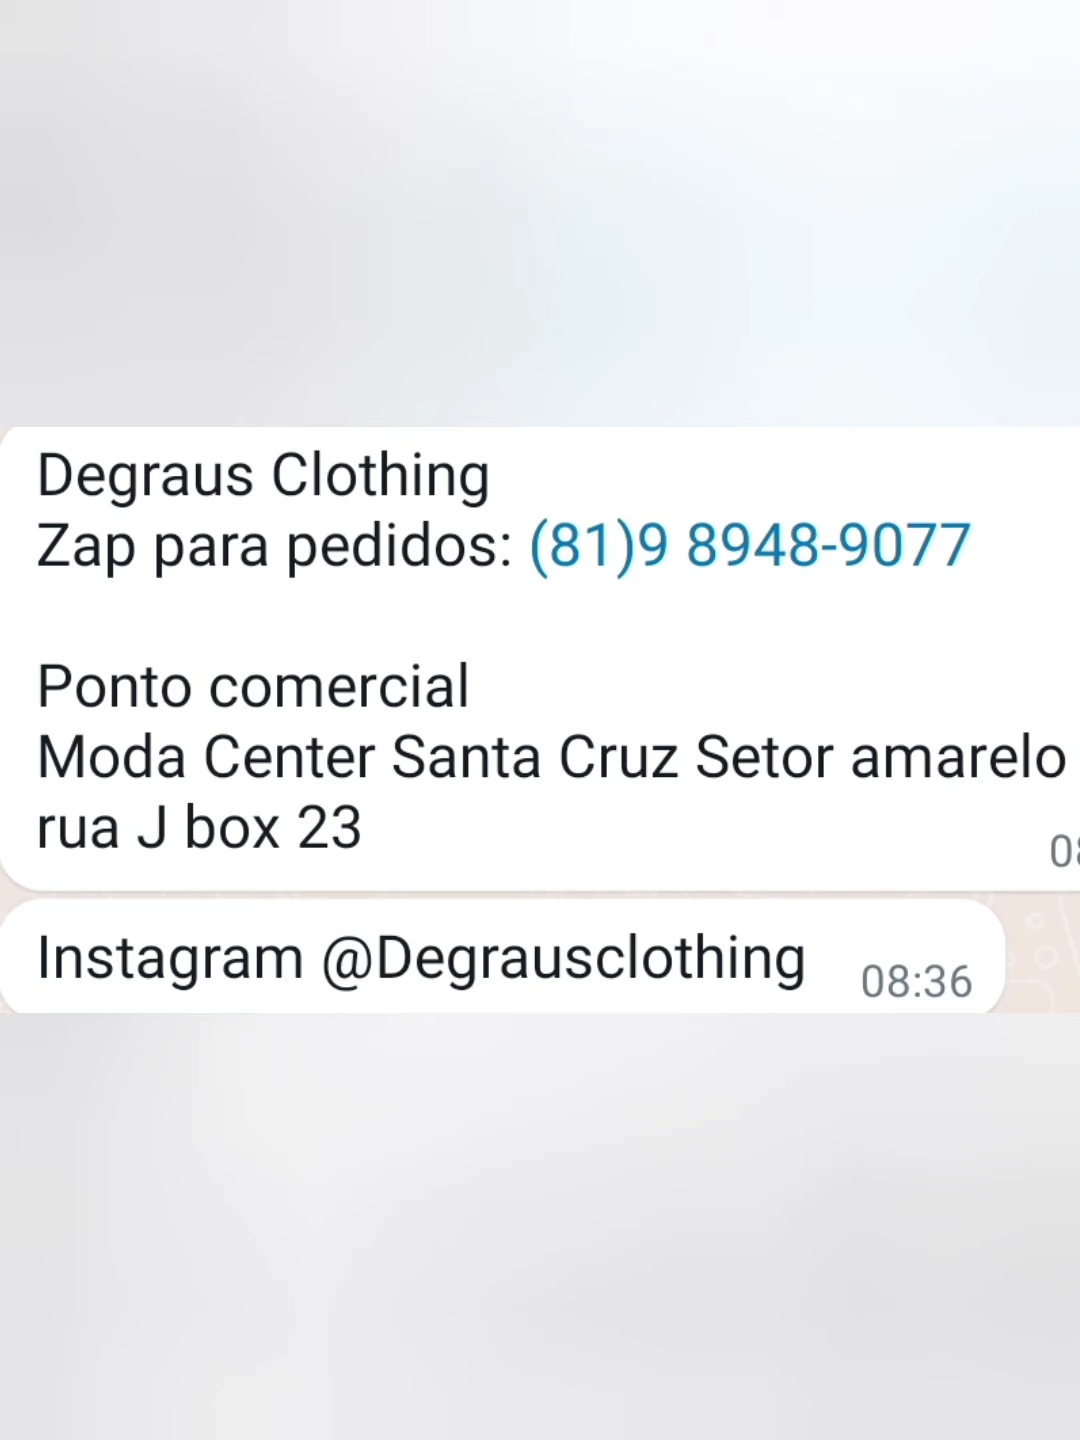 Degraus Clothing
Zap para pedidos: (81)9 8948-9077
Ponto comercial
Moda Center Santa Cruz Setor amarelo
rua J box 23
Instagram @Degrausclothing
08:36